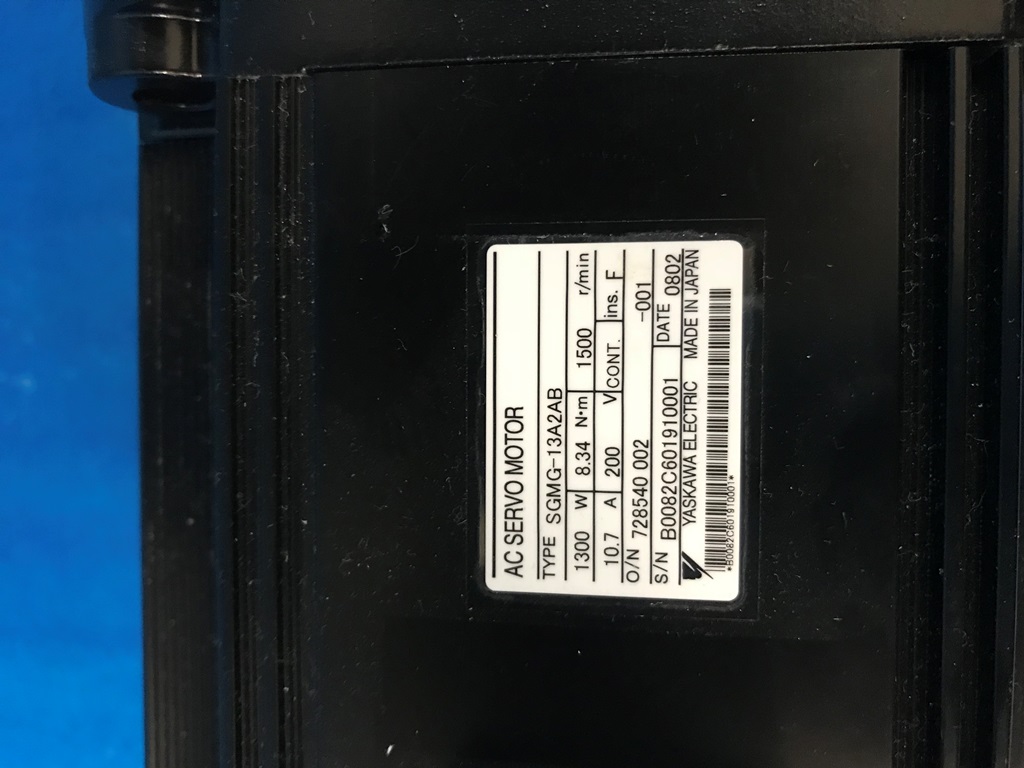 AC SERVO MOTOR
TYPE SGMG-13A2AB
1300 W 8.34 N•m 1500 r/min
10.7 A 200 V CONT. ins. F
O/N 728540 002 -001
S/N B0082C601910001 DATE 0802
YASKAWA ELECTRIC MADE IN JAPAN
*B0082C601910001*